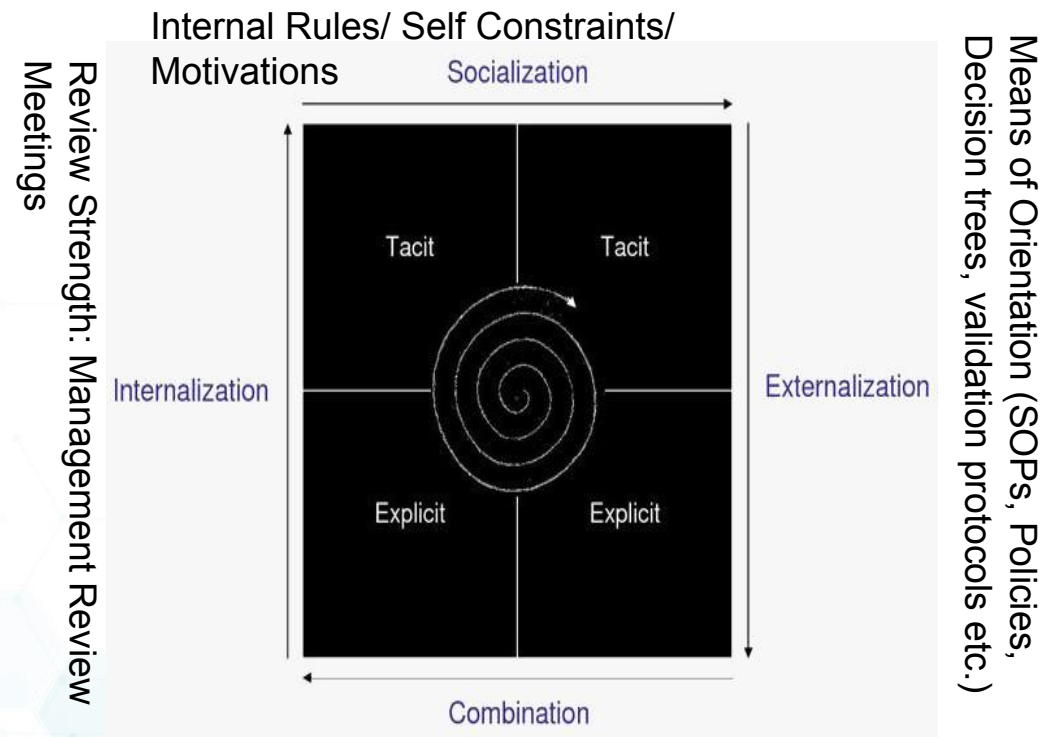 Internal Rules/ Self Constraints/
Motivations
Socialization
Review Strength: Management Review
Meetings
Means of Orientation (SOPs, Policies,
Decision trees, validation protocols etc.)
Tacit
Tacit
Internalization
Externalization
Explicit
Explicit
Combination